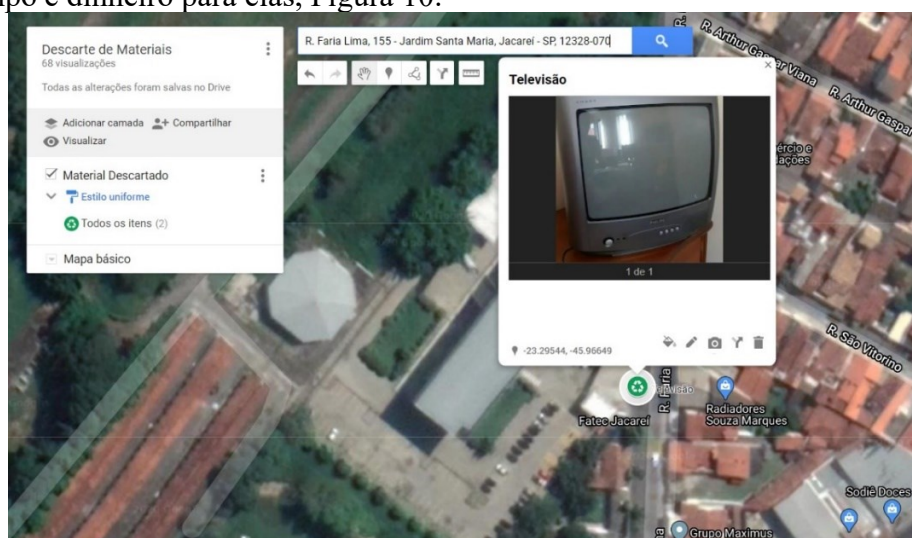 po e dinheiro para elas, Figura 10.
Descarte de Materiais
68 visualizações
Todas as alterações foram salvas no Drive
Adicionar camada
Compartilhar
Visualizar
Material Descartado
Estilo uniforme
Todos os itens (2)
Mapa básico
R. Faria Lima, 155 - Jardim Santa Maria, Jacareí - SP, 12328-070
Televisão
1 de 1
-23.29544, -45.96649
R. Arthur Gaspar Viana
R. Arthur Gaspar
ércio e
ações
R. São Vitorino
Fatec Jacareí
R. Faria
Radiadores
Souza Marques
Sodiê Doces
Grupo Maximus